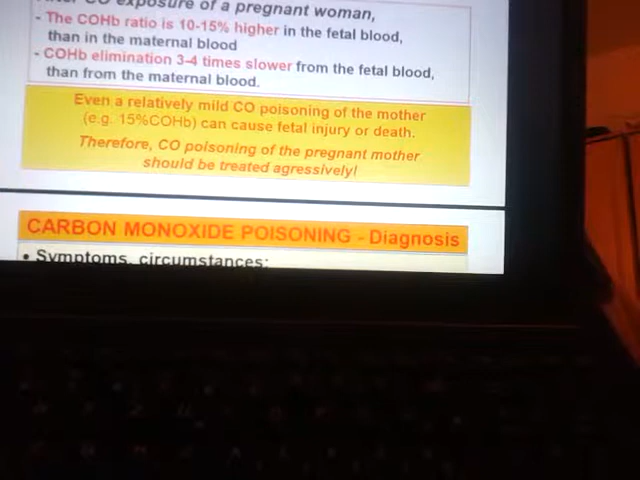 After CO exposure of a pregnant woman,
- The COHb ratio is 10-15% higher in the fetal blood,
than in the maternal blood
- COHb elimination 3-4 times slower from the fetal blood,
than from the maternal blood.
Even a relatively mild CO poisoning of the mother
(e.g. 15%COHb) can cause fetal injury or death.
Therefore, CO poisoning of the pregnant mother
should be treated agressively!
CARBON MONOXIDE POISONING - Diagnosis
• Symptoms, circumstances: